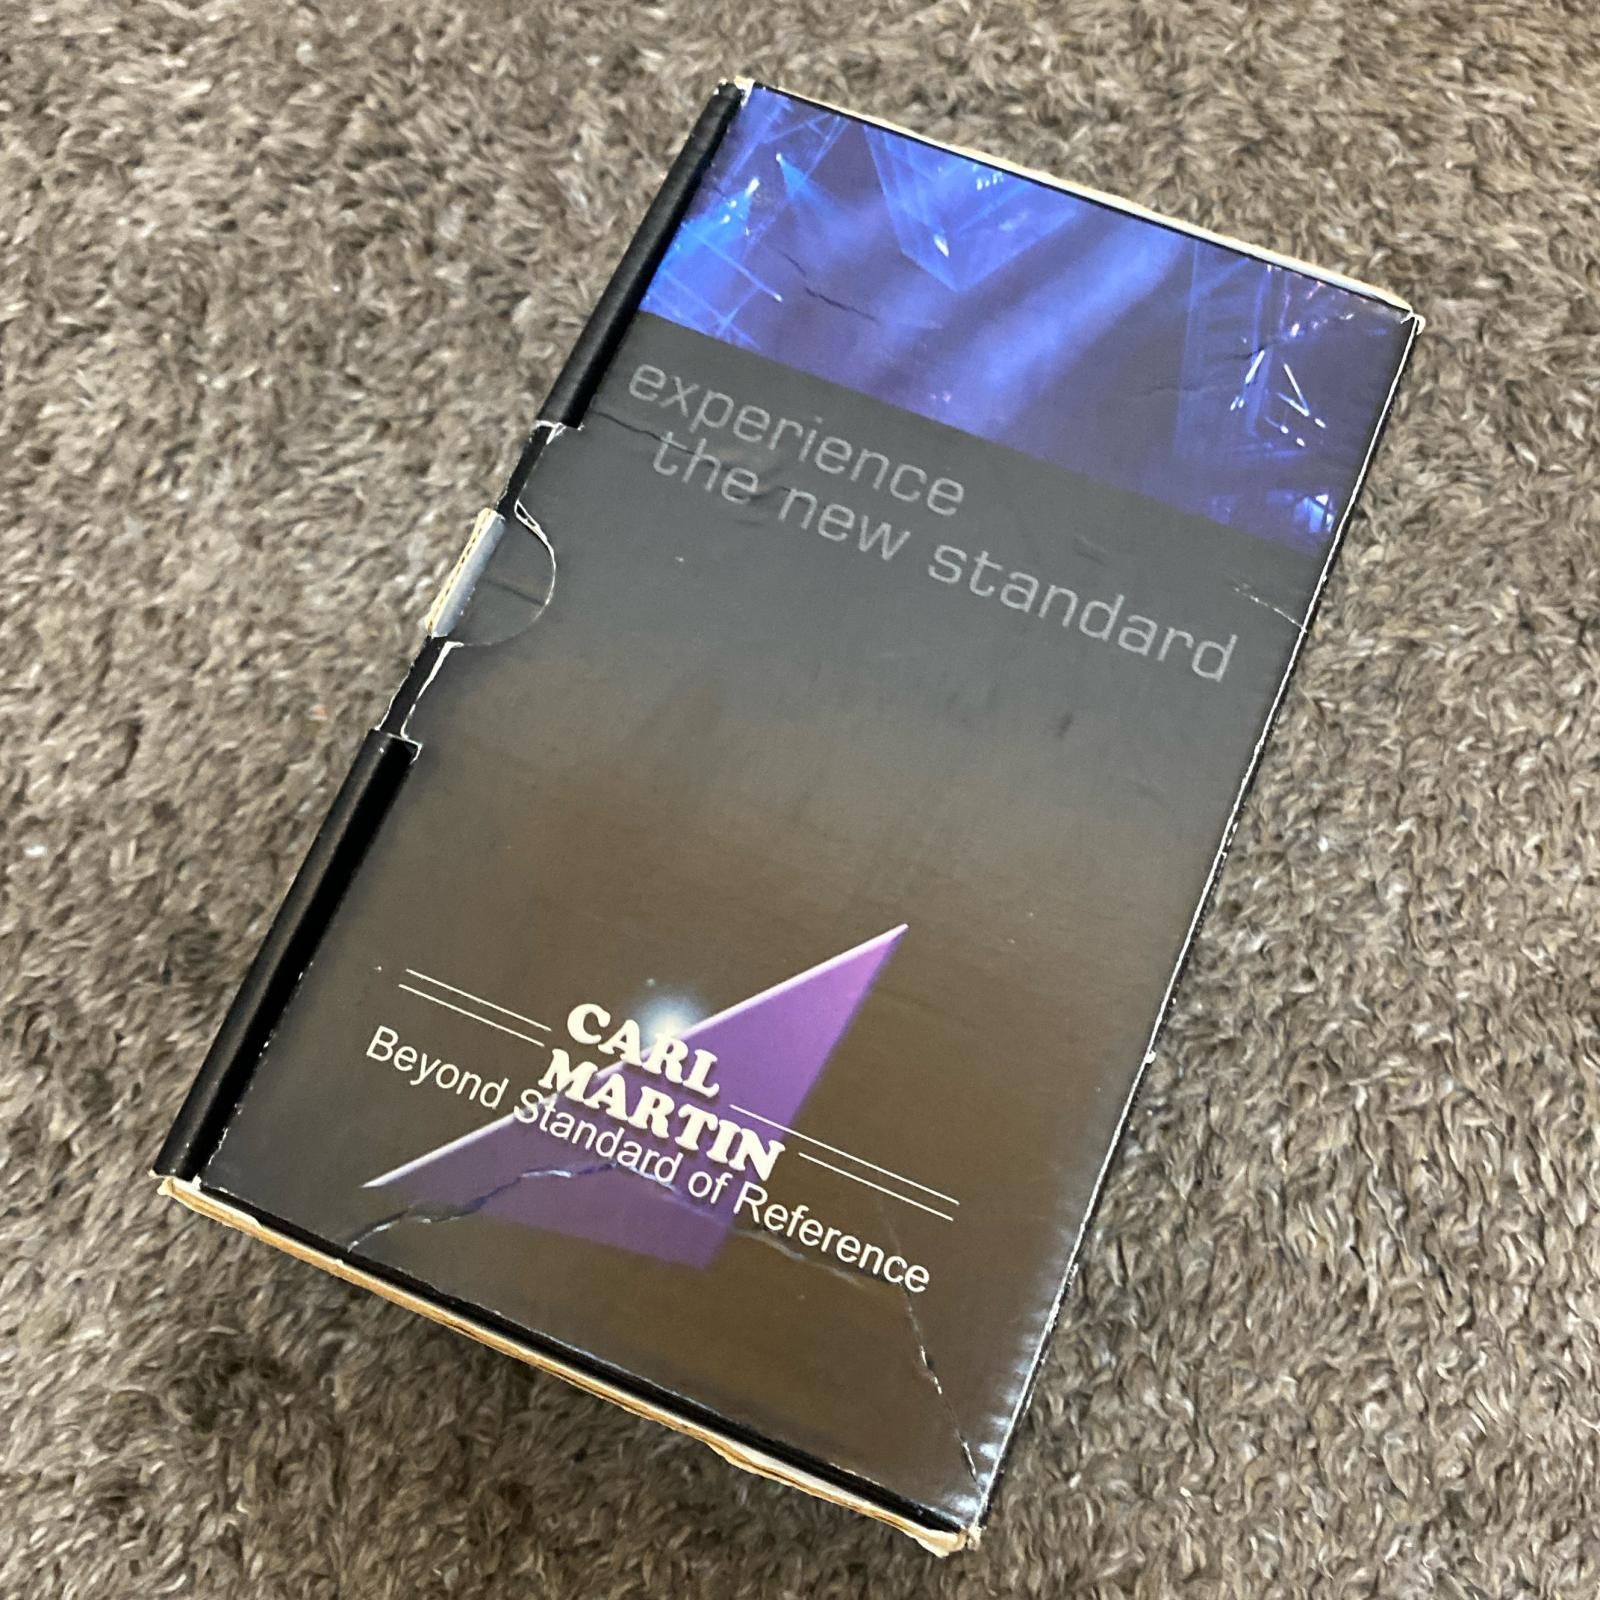 experience
the new standard
CARL
MARTIN
Beyond Standard of Reference